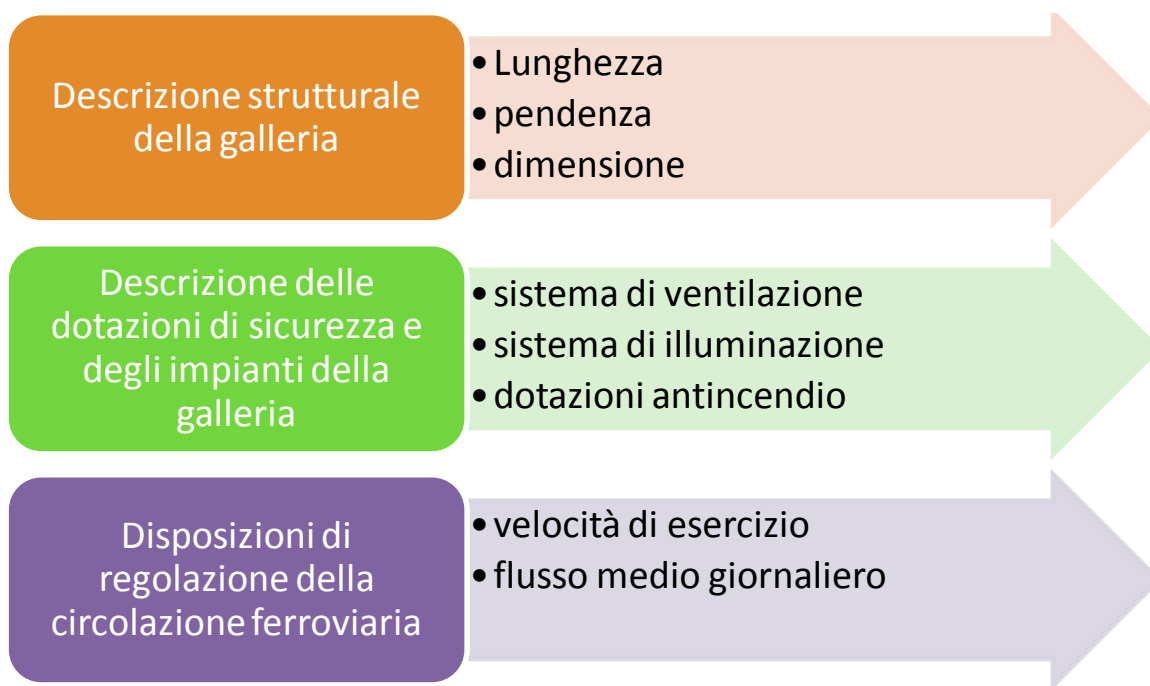 Descrizione strutturale
della galleria
• Lunghezza
• pendenza
• dimensione
Descrizione delle
dotazioni di sicurezza e
degli impianti della
galleria
• sistema di ventilazione
• sistema di illuminazione
• dotazioni antincendio
Disposizioni di
regolazione della
circolazione ferroviaria
• velocità di esercizio
• flusso medio giornaliero